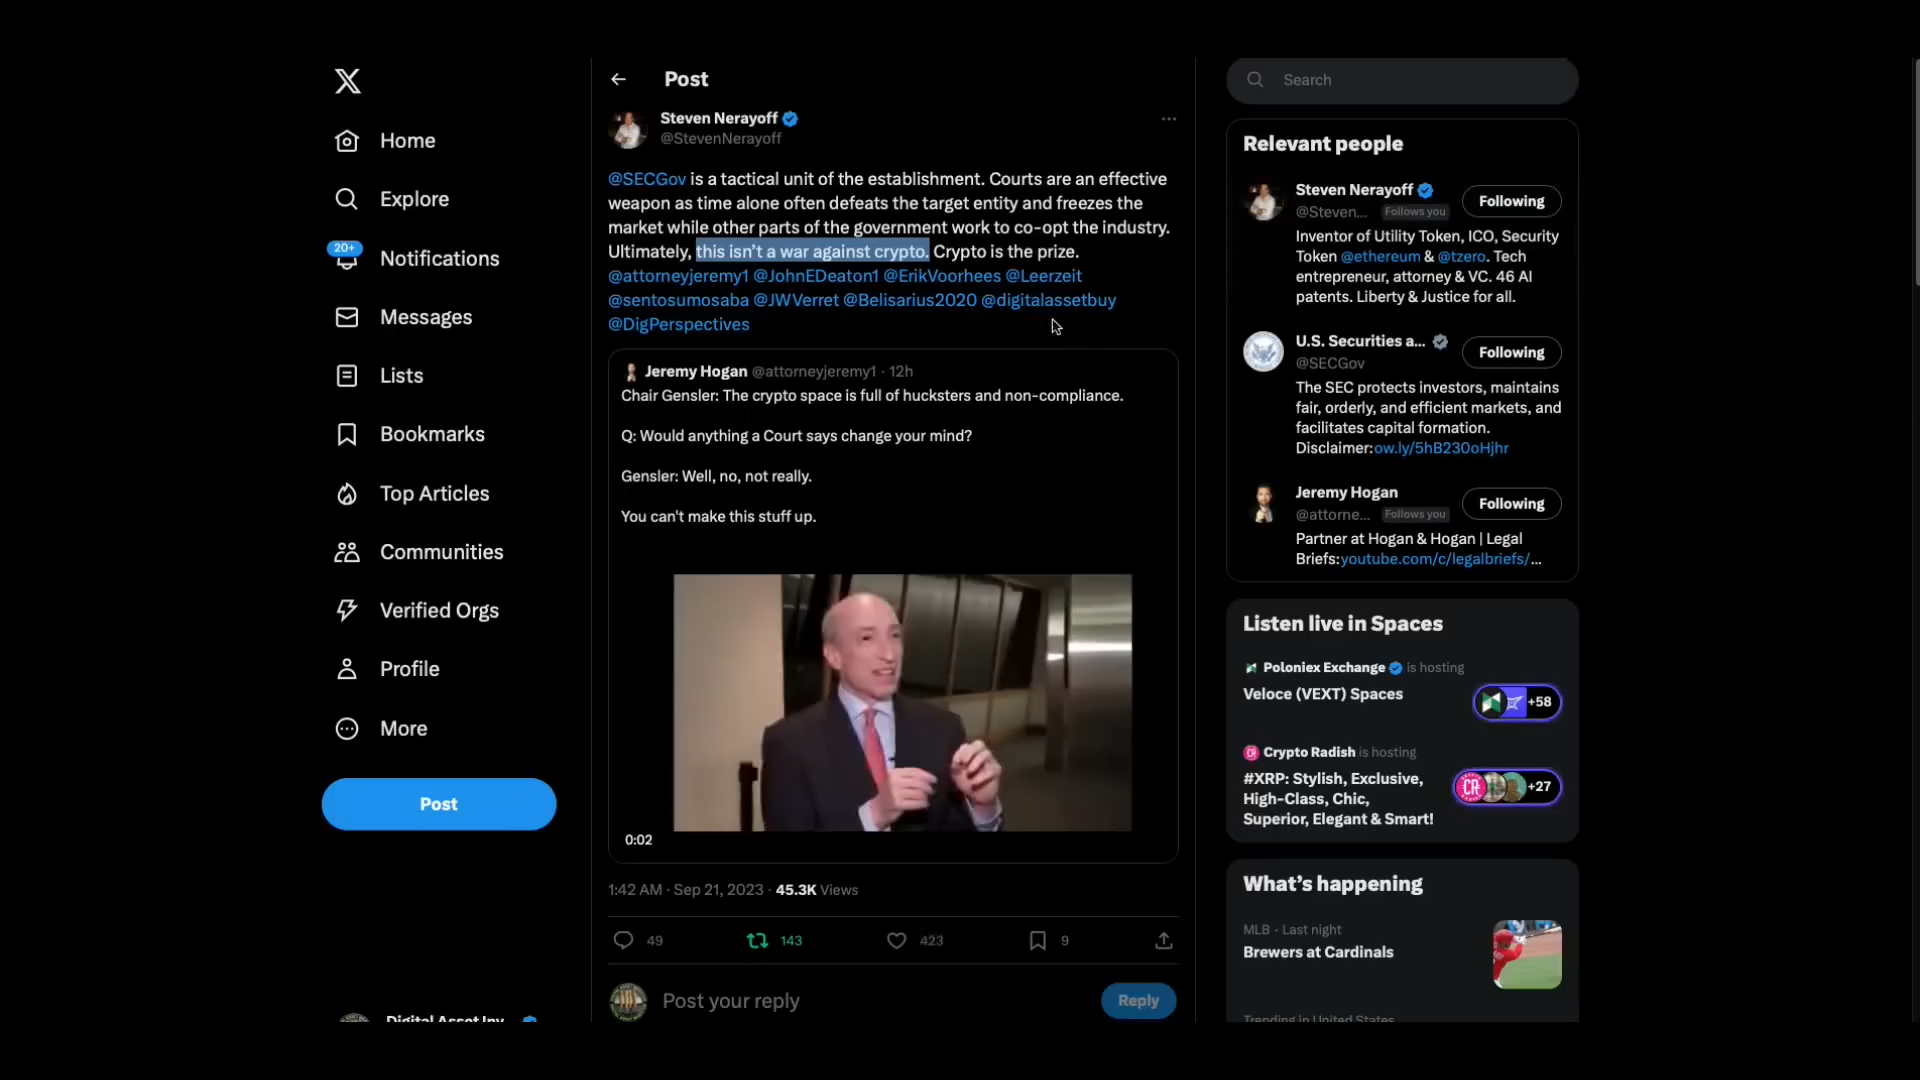 Home
Explore
20+
Notifications
Messages
Lists
Bookmarks
Top Articles
Communities
Verified Orgs
Profile
More
Post
Post
Steven Nerayoff
@StevenNerayoff
@SECGov is a tactical unit of the establishment. Courts are an effective
weapon as time alone often defeats the target entity and freezes the
market while other parts of the government work to co-opt the industry.
Ultimately, this isn't a war against crypto. Crypto is the prize.
@attorneyjeremy1 @JohnEDeaton1 @ErikVoorhees @Leerzeit
@sentosumosaba @JWVerret @Belisarius2020 @digitalassetbuy
@DigPerspectives
Jeremy Hogan @attorneyjeremy1 · 12h
Chair Gensler: The crypto space is full of hucksters and non-compliance.
Q: Would anything a Court says change your mind?
Gensler: Well, no, not really.
You can't make this stuff up.
0:02
1:42 AM · Sep 21, 2023 · 45.3K Views
49 143 423 9
Post your reply
Reply
Search
Relevant people
Steven Nerayoff
@Steven... Follows you
Following
Inventor of Utility Token, ICO, Security
Token @ethereum & @tzero. Tech
entrepreneur, attorney & VC. 46 AI
patents. Liberty & Justice for all.
U.S. Securities a...
@SECGov
Following
The SEC protects investors, maintains
fair, orderly, and efficient markets, and
facilitates capital formation.
Disclaimer:ow.ly/5hB230oHjhr
Jeremy Hogan
@attorne... Follows you
Following
Partner at Hogan & Hogan | Legal
Briefs:youtube.com/c/legalbriefs/...
Listen live in Spaces
Poloniex Exchange is hosting
Veloce (VEXT) Spaces
+58
Crypto Radish is hosting
#XRP: Stylish, Exclusive,
High-Class, Chic,
Superior, Elegant & Smart!
CR
+27
What's happening
MLB · Last night
Brewers at Cardinals
Trending in United States
Digital Asset Inv